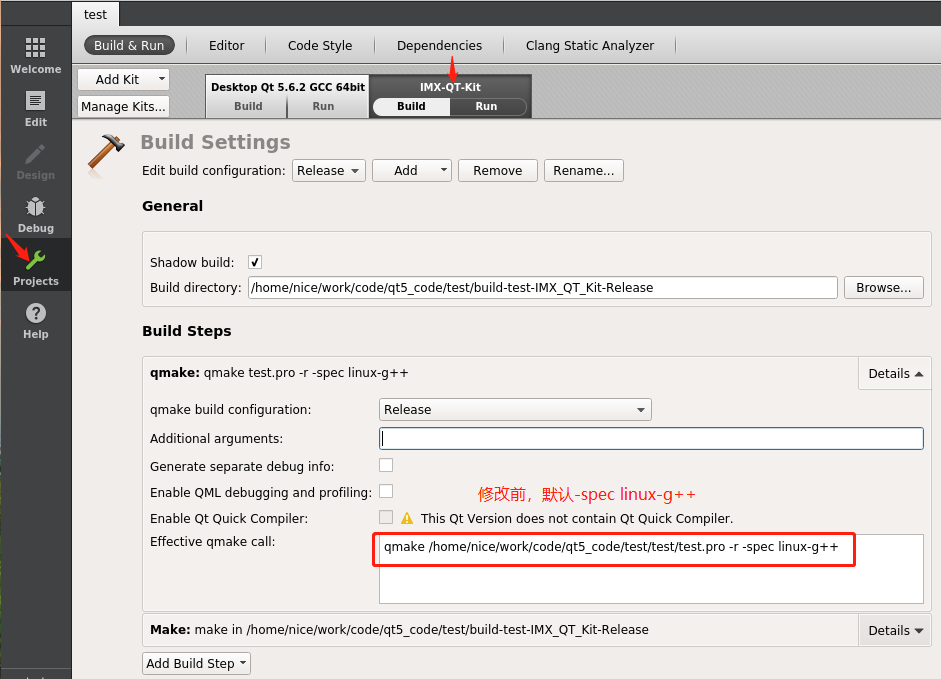 test
Build & Run
Editor
Code Style
Dependencies
Clang Static Analyzer
Welcome
Edit
Design
Debug
Projects
Help
Add Kit
Manage Kits...
Desktop Qt 5.6.2 GCC 64bit
Build
Run
IMX-QT-Kit
Build
Run
Build Settings
Edit build configuration:
Release
Add
Remove
Rename...
General
Shadow build:
Build directory:
/home/nice/work/code/qt5_code/test/build-test-IMX_QT_Kit-Release
Browse...
Build Steps
qmake: qmake test.pro -r -spec linux-g++
Details
qmake build configuration:
Release
Additional arguments:
Generate separate debug info:
Enable QML debugging and profiling:
修改前，默认-spec linux-g++
Enable Qt Quick Compiler:
This Qt Version does not contain Qt Quick Compiler.
Effective qmake call:
qmake /home/nice/work/code/qt5_code/test/test/test.pro -r -spec linux-g++
Make: make in /home/nice/work/code/qt5_code/test/build-test-IMX_QT_Kit-Release
Details
Add Build Step